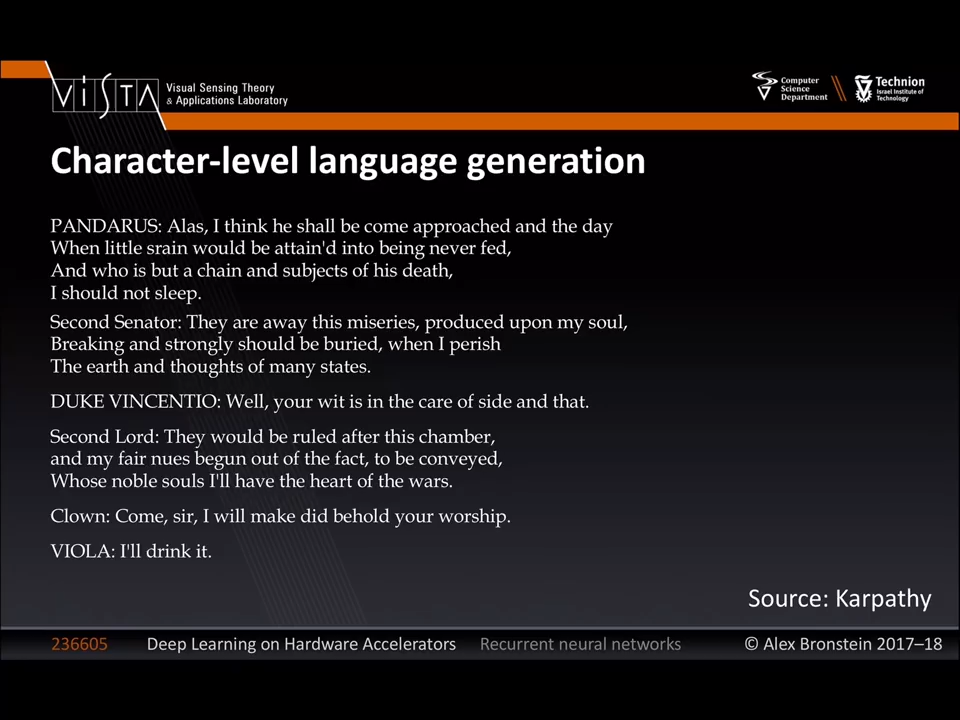 VISTA Visual Sensing Theory
& Applications Laboratory
Computer
Science
Department
Technion
Israel Institute of
Technology
Character-level language generation
PANDARUS: Alas, I think he shall be come approached and the day
When little srain would be attain'd into being never fed,
And who is but a chain and subjects of his death,
I should not sleep.
Second Senator: They are away this miseries, produced upon my soul,
Breaking and strongly should be buried, when I perish
The earth and thoughts of many states.
DUKE VINCENTIO: Well, your wit is in the care of side and that.
Second Lord: They would be ruled after this chamber,
and my fair nues begun out of the fact, to be conveyed,
Whose noble souls I'll have the heart of the wars.
Clown: Come, sir, I will make did behold your worship.
VIOLA: I'll drink it.
Source: Karpathy
236605 Deep Learning on Hardware Accelerators Recurrent neural networks © Alex Bronstein 2017–18